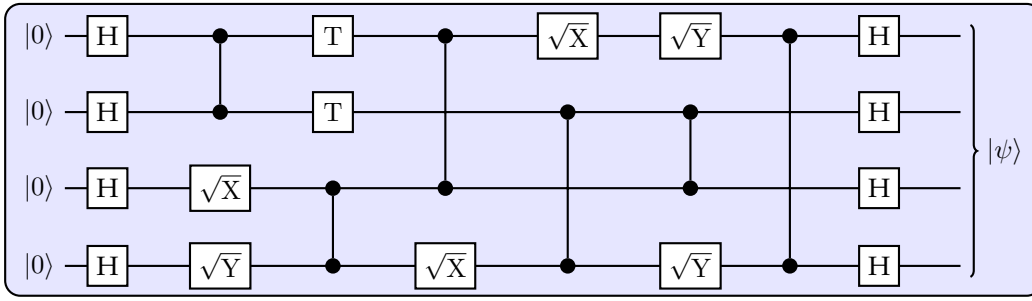 |0⟩ H T √X √Y H
|0⟩ H T H
|ψ⟩
|0⟩ H √X H
|0⟩ H √Y √X √Y H